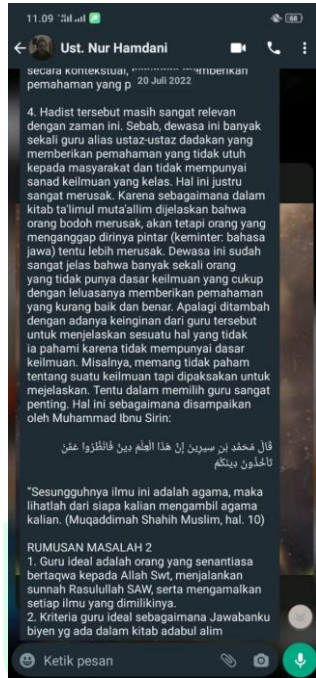 11.09
68
Ust. Nur Hamdani
secara kontekstual,
20 Juli 2022
pemahaman yang p
4. Hadist tersebut masih sangat relevan
dengan zaman ini. Sebab, dewasa ini banyak
sekali guru alias ustaz-ustaz dadakan yang
memberikan pemahaman yang tidak utuh
kepada masyarakat dan tidak mempunyai
sanad keilmuan yang kelas. Hal ini justru
sangat merusak. Karena sebagaimana dalam
kitab ta'limul muta'allim dijelaskan bahwa
orang bodoh merusak, akan tetapi orang yang
menganggap dirinya pintar (keminter: bahasa
jawa) tentu lebih merusak. Dewasa ini sudah
sangat jelas bahwa banyak sekali orang
yang tidak punya dasar keilmuan yang cukup
dengan leluasanya memberikan pemahaman
yang kurang baik dan benar. Apalagi ditambah
dengan adanya keinginan dari guru tersebut
untuk menjelaskan sesuatu hal yang tidak
ia pahami karena tidak mempunyai dasar
keilmuan. Misalnya, memang tidak paham
tentang suatu keilmuan tapi dipaksakan untuk
mejelaskan. Tentu dalam memilih guru sangat
penting. Hal ini sebagaimana disampaikan
oleh Muhammad Ibnu Sirin:
قَالَ مُحَمَّدِ بْنِ سِيرِينَ إِنَّ هَذَا الْعِلْمَ دِينٌ فَانْظُرُوا عَمَّنْ
تَأْخُذُونَ دِينَكُمْ
"Sesungguhnya ilmu ini adalah agama, maka
lihatlah dari siapa kalian mengambil agama
kalian. (Muqaddimah Shahih Muslim, hal. 10)
RUMUSAN MASALAH 2
1. Guru ideal adalah orang yang senantiasa
bertaqwa kepada Allah Swt, menjalankan
sunnah Rasulullah SAW, serta mengamalkan
setiap ilmu yang dimilikinya.
2. Kriteria guru ideal sebagaimana Jawabanku
biyen yg ada dalam kitab adabul alim
Ketik pesan